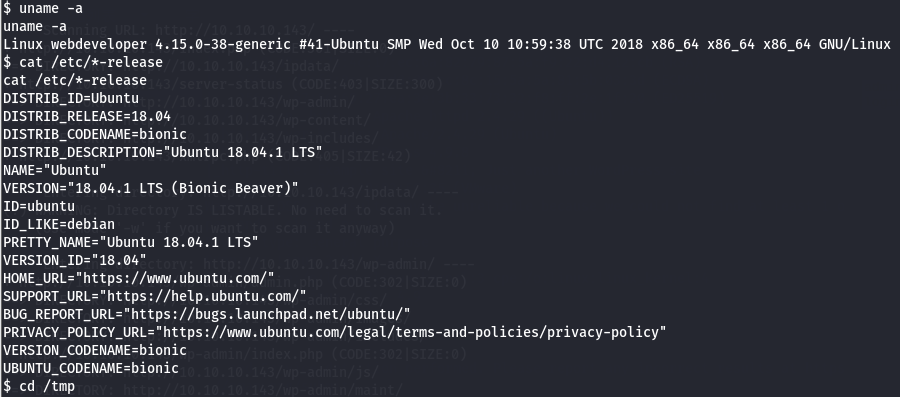 $ uname -a
uname -a
Linux webdeveloper 4.15.0-38-generic #41-Ubuntu SMP Wed Oct 10 10:59:38 UTC 2018 x86_64 x86_64 x86_64 GNU/Linux
$ cat /etc/*-release
cat /etc/*-release
DISTRIB_ID=Ubuntu
DISTRIB_RELEASE=18.04
DISTRIB_CODENAME=bionic
DISTRIB_DESCRIPTION="Ubuntu 18.04.1 LTS"
NAME="Ubuntu"
VERSION="18.04.1 LTS (Bionic Beaver)"
ID=ubuntu
ID_LIKE=debian
PRETTY_NAME="Ubuntu 18.04.1 LTS"
VERSION_ID="18.04"
HOME_URL="https://www.ubuntu.com/"
SUPPORT_URL="https://help.ubuntu.com/"
BUG_REPORT_URL="https://bugs.launchpad.net/ubuntu/"
PRIVACY_POLICY_URL="https://www.ubuntu.com/legal/terms-and-policies/privacy-policy"
VERSION_CODENAME=bionic
UBUNTU_CODENAME=bionic
$ cd /tmp